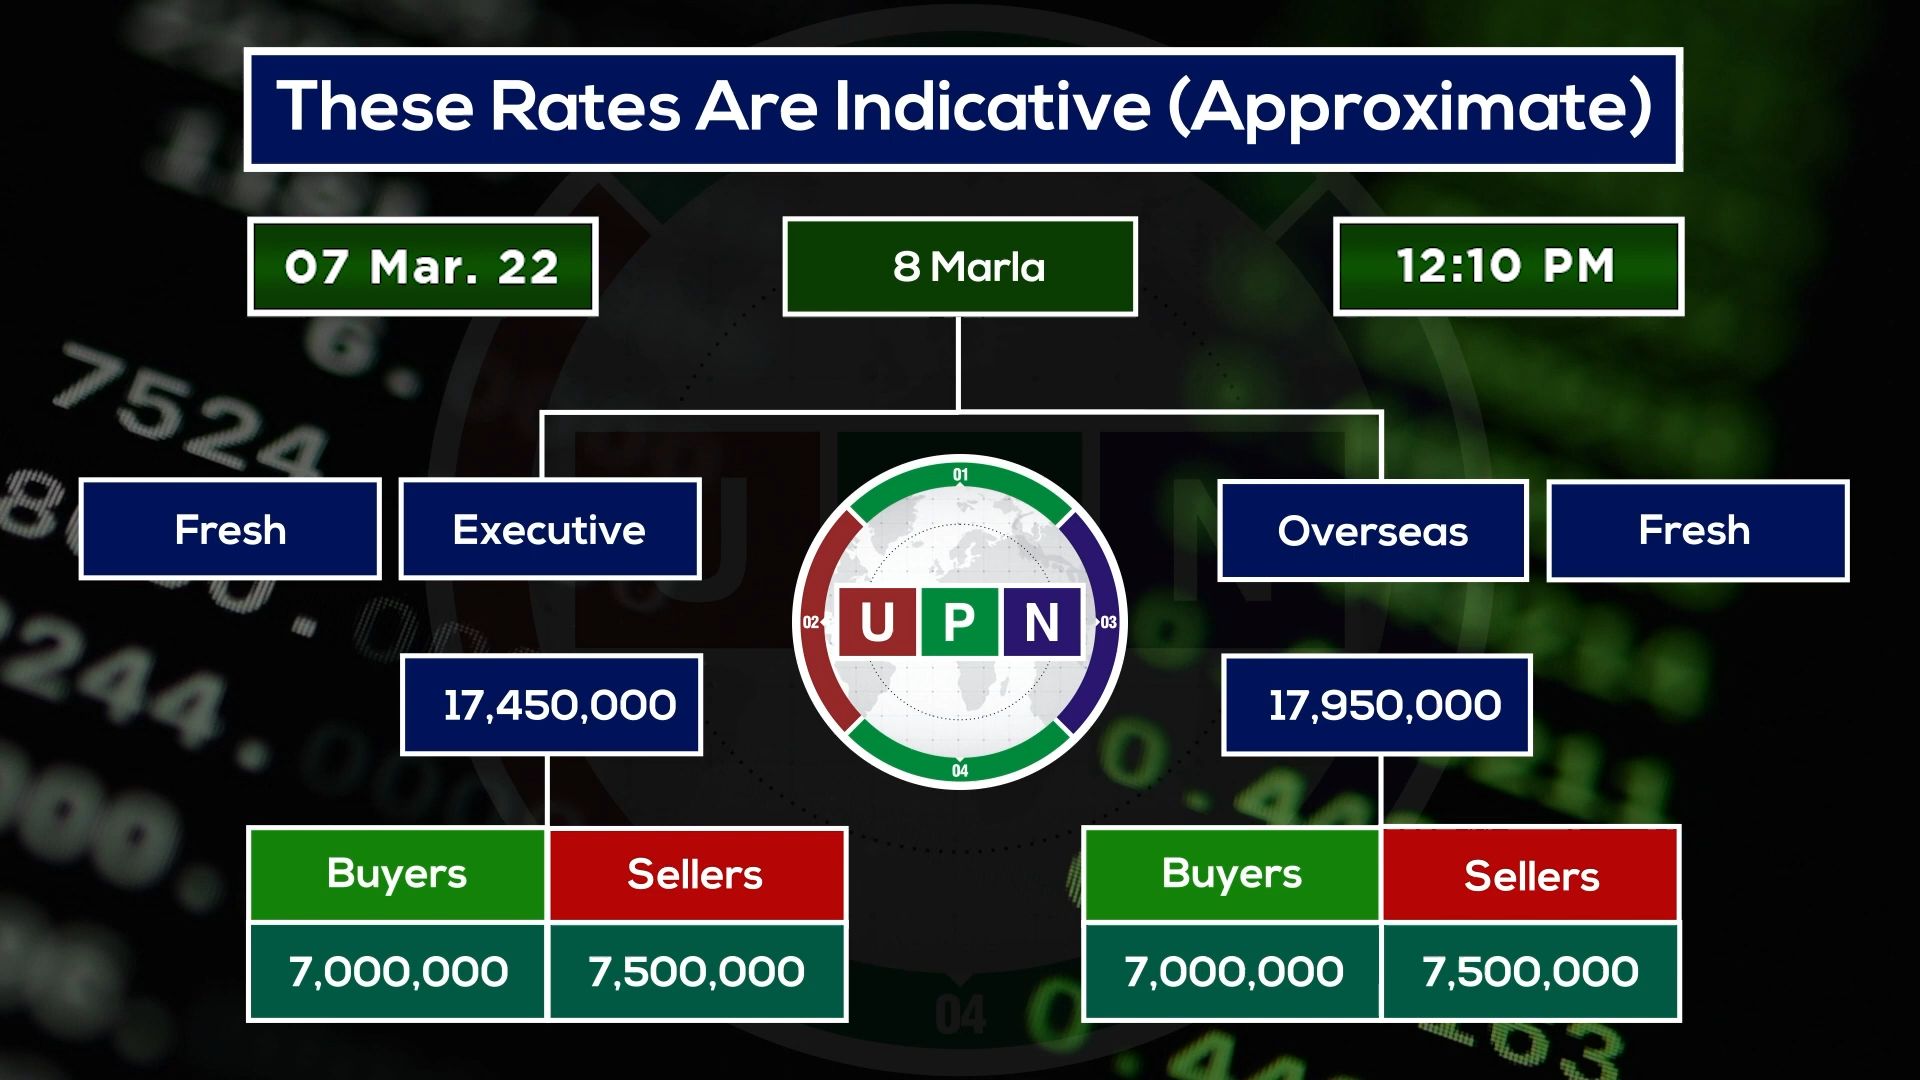 These Rates Are Indicative (Approximate)
07 Mar. 22
8 Marla
12:10 PM
Fresh
Executive
Overseas
Fresh
01
02
U P N
03
04
17,450,000
17,950,000
Buyers
Sellers
Buyers
Sellers
7,000,000
7,500,000
7,000,000
7,500,000
04
7524